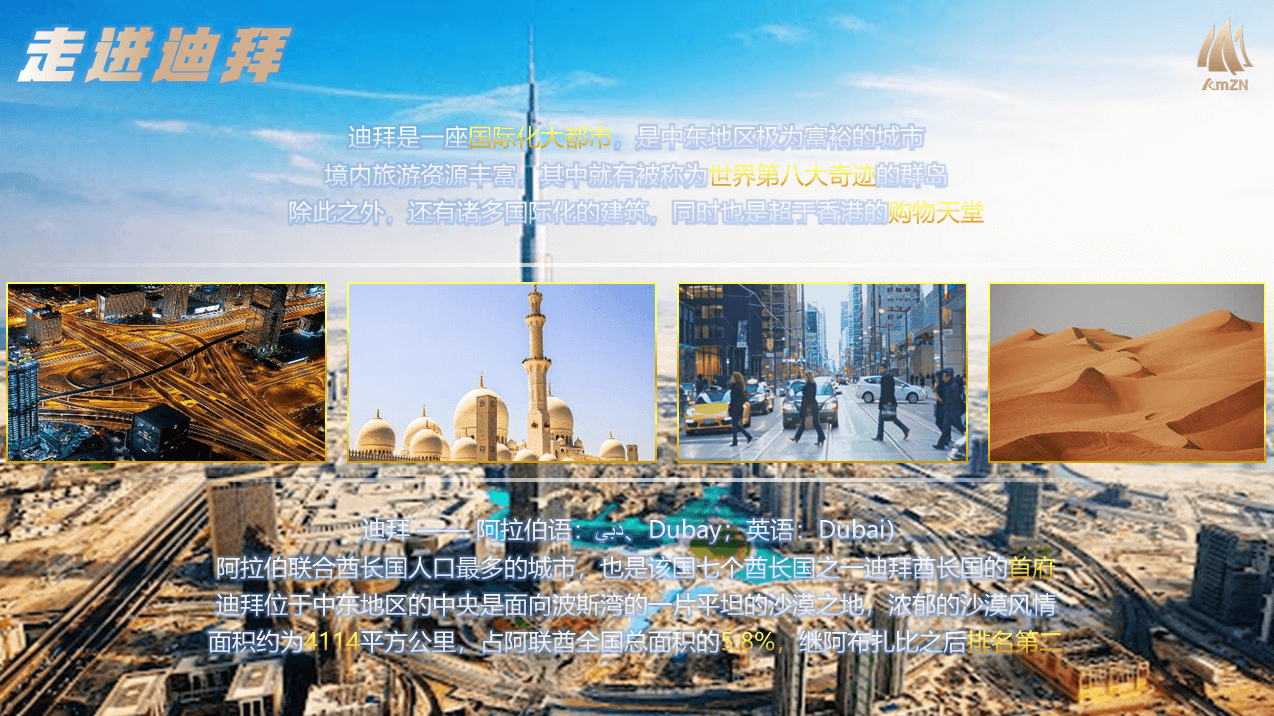 走进迪拜
AmZN
迪拜是一座国际化大都市，是中东地区极为富裕的城市
境内旅游资源丰富，其中就有被称为世界第八大奇迹的群岛
除此之外，还有诸多国际化的建筑，同时也是超于香港的购物天堂
迪拜 —— 阿拉伯语：دبي、Dubay；英语：Dubai)
阿拉伯联合酋长国人口最多的城市，也是该国七个酋长国之一迪拜酋长国的首府
迪拜位于中东地区的中央是面向波斯湾的一片平坦的沙漠之地，浓郁的沙漠风情
面积约为4114平方公里，占阿联酋全国总面积的5.8%，继阿布扎比之后排名第二